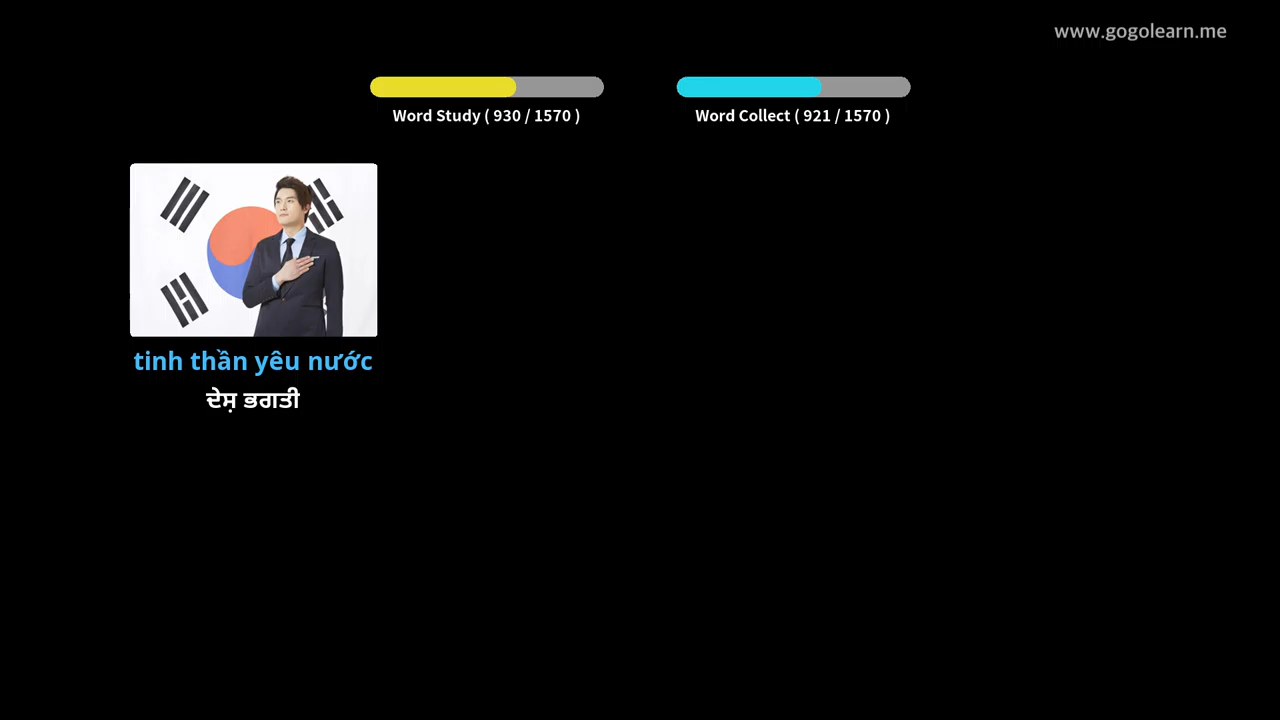 www.gogolearn.me
Word Study ( 930 / 1570 )
Word Collect ( 921 / 1570 )
tinh thần yêu nước
ਦੇਸ਼ ਭਗਤੀ